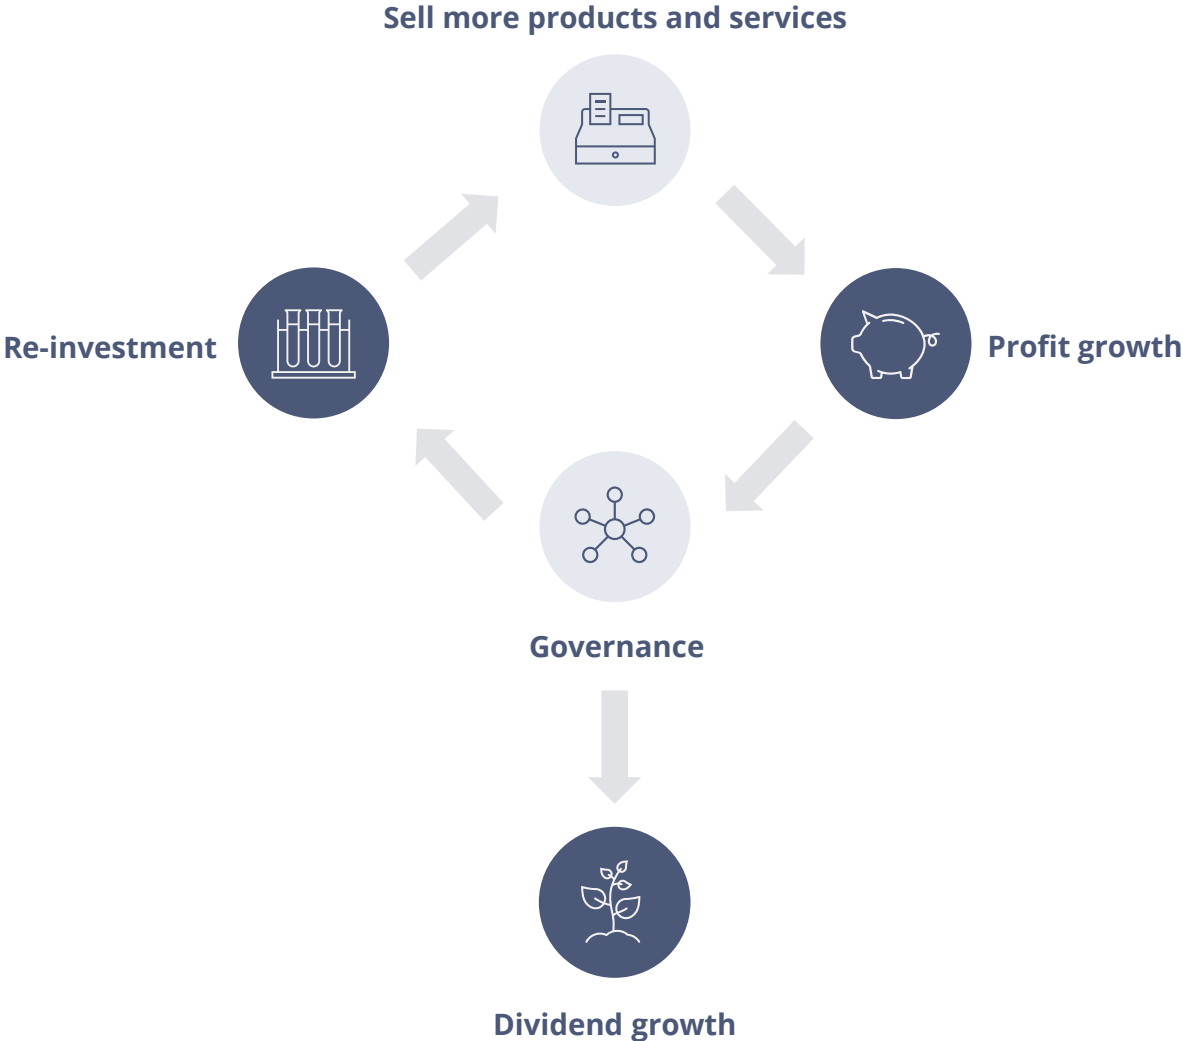 Sell more products and services
Re-investment
Profit growth
Governance
Dividend growth